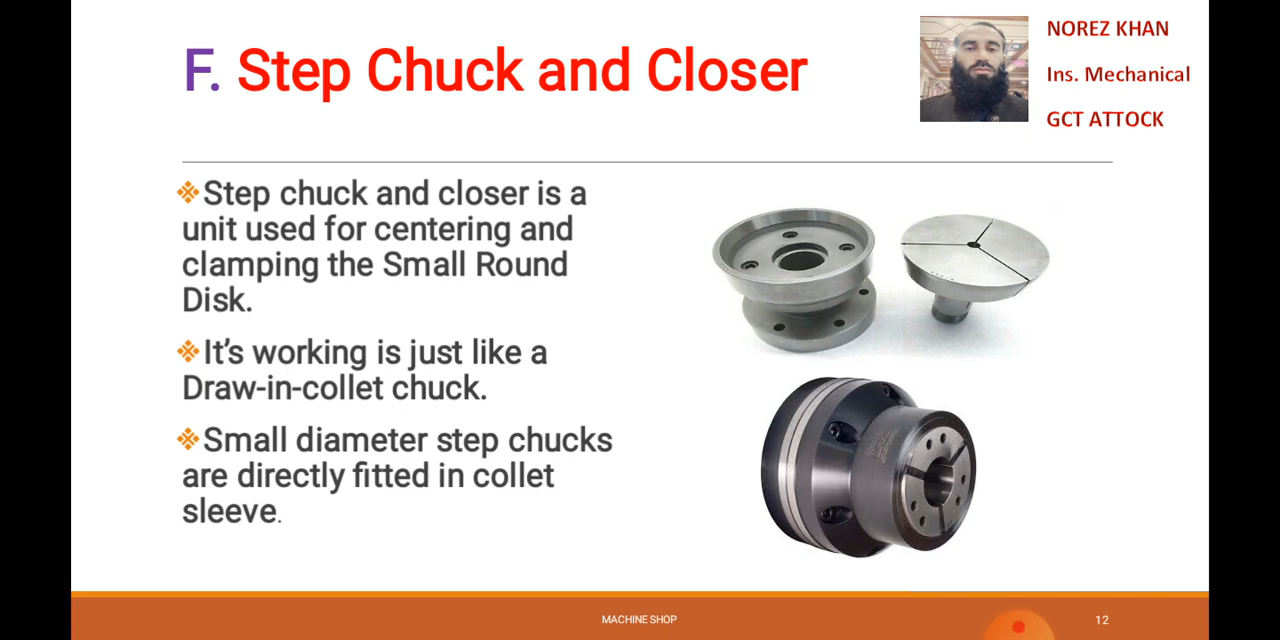 F. Step Chuck and Closer
NOREZ KHAN
Ins. Mechanical
GCT ATTOCK
Step chuck and closer is a
unit used for centering and
clamping the Small Round
Disk.
It’s working is just like a
Draw-in-collet chuck.
Small diameter step chucks
are directly fitted in collet
sleeve.
MACHINE SHOP
12